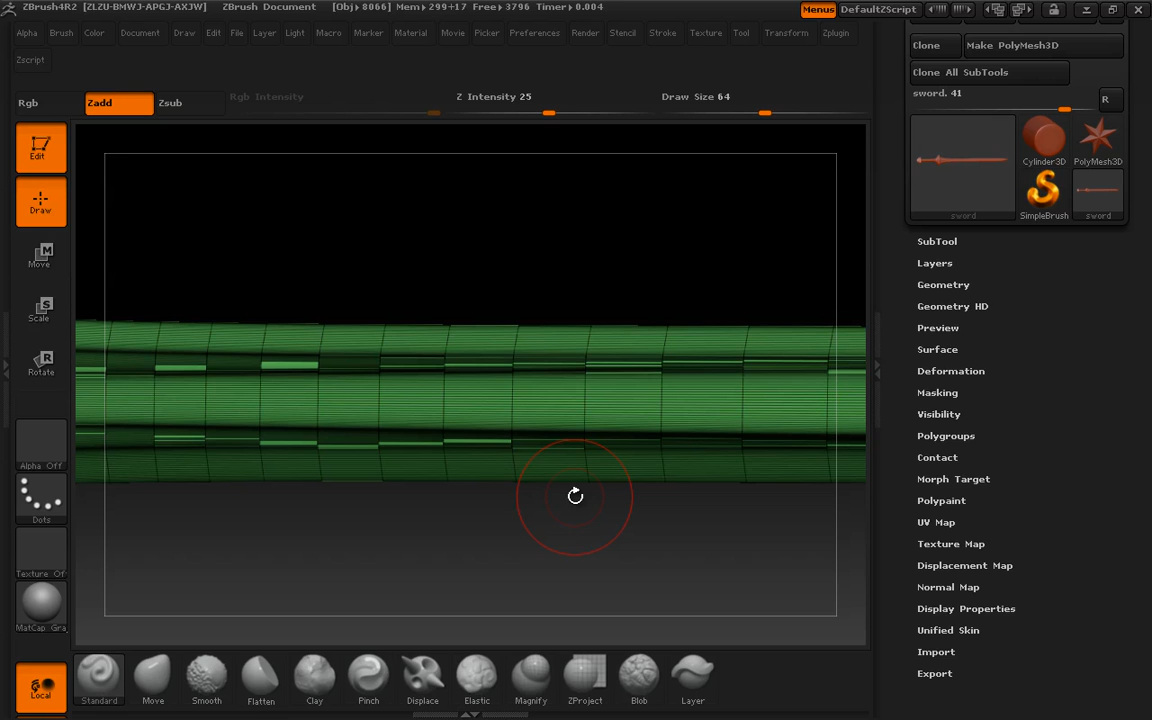 ZBrush4R2 [ZLZU-BMWJ-APGJ-AXJW] ZBrush Document [Obj▸8066] Mem▸299+17 Free▸3796 Timer▸0.004 Menus DefaultZScript
Alpha Brush Color Document Draw Edit File Layer Light Macro Marker Material Movie Picker Preferences Render Stencil Stroke Texture Tool Transform Zplugin
Zscript
Rgb Zadd Zsub Rgb Intensity Z Intensity 25 Draw Size 64
Edit
Draw
Move
Scale
Rotate
Alpha Off
Dots
Texture Of
MatCap Gra
Local
Standard Move Smooth Flatten Clay Pinch Displace Elastic Magnify ZProject Blob Layer
Clone Make PolyMesh3D
Clone All SubTools
sword. 41 R
Cylinder3D PolyMesh3D
sword SimpleBrush sword
SubTool
Layers
Geometry
Geometry HD
Preview
Surface
Deformation
Masking
Visibility
Polygroups
Contact
Morph Target
Polypaint
UV Map
Texture Map
Displacement Map
Normal Map
Display Properties
Unified Skin
Import
Export